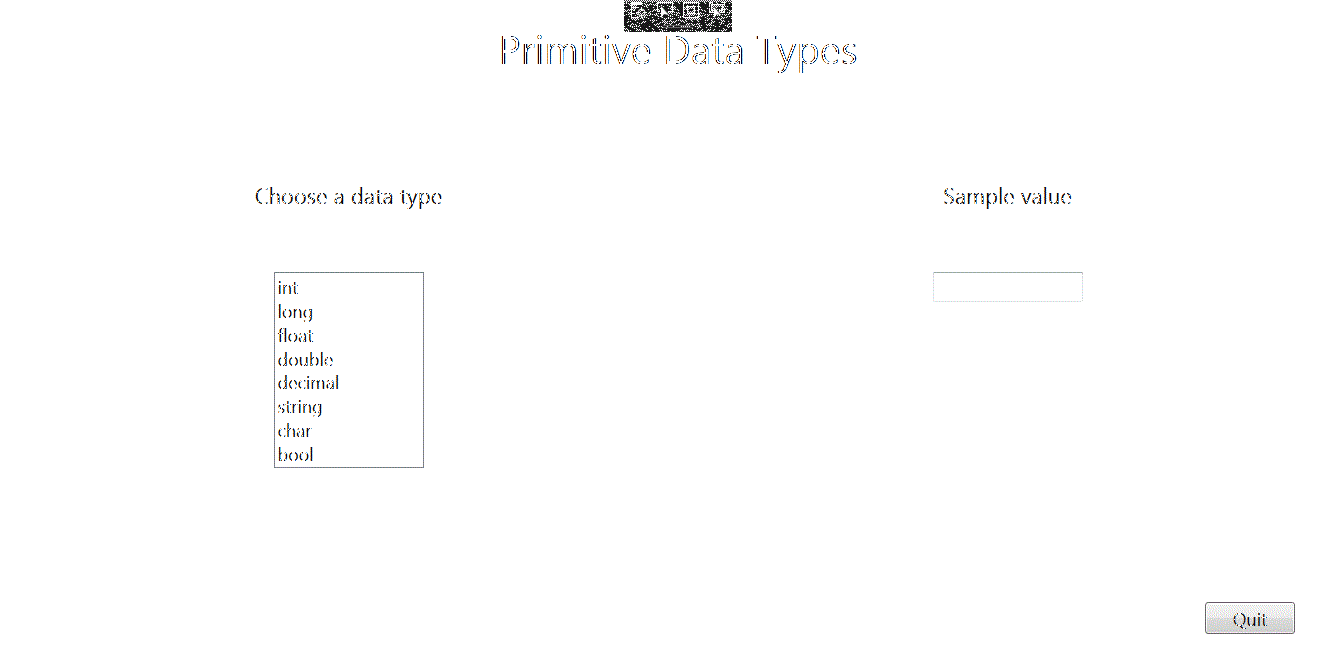 Primitive Data Types
Choose a data type
Sample value
int
long
float
double
decimal
string
char
bool
Quit